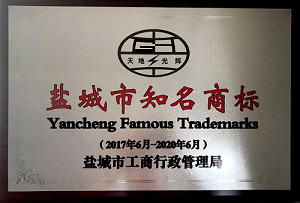 天地光辉
盐城市知名商标
Yancheng Famous Trademarks
(2017年6月-2020年6月)
盐城市工商行政管理局